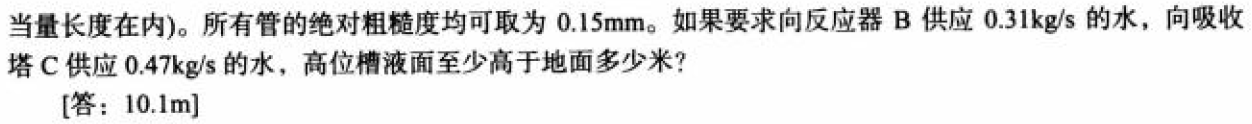 当量长度在内)。所有管的绝对粗糙度均可取为 0.15mm。如果要求向反应器 B 供应 0.31kg/s 的水，向吸收
塔 C 供应 0.47kg/s 的水，高位槽液面至少高于地面多少米?
[答：10.1m]